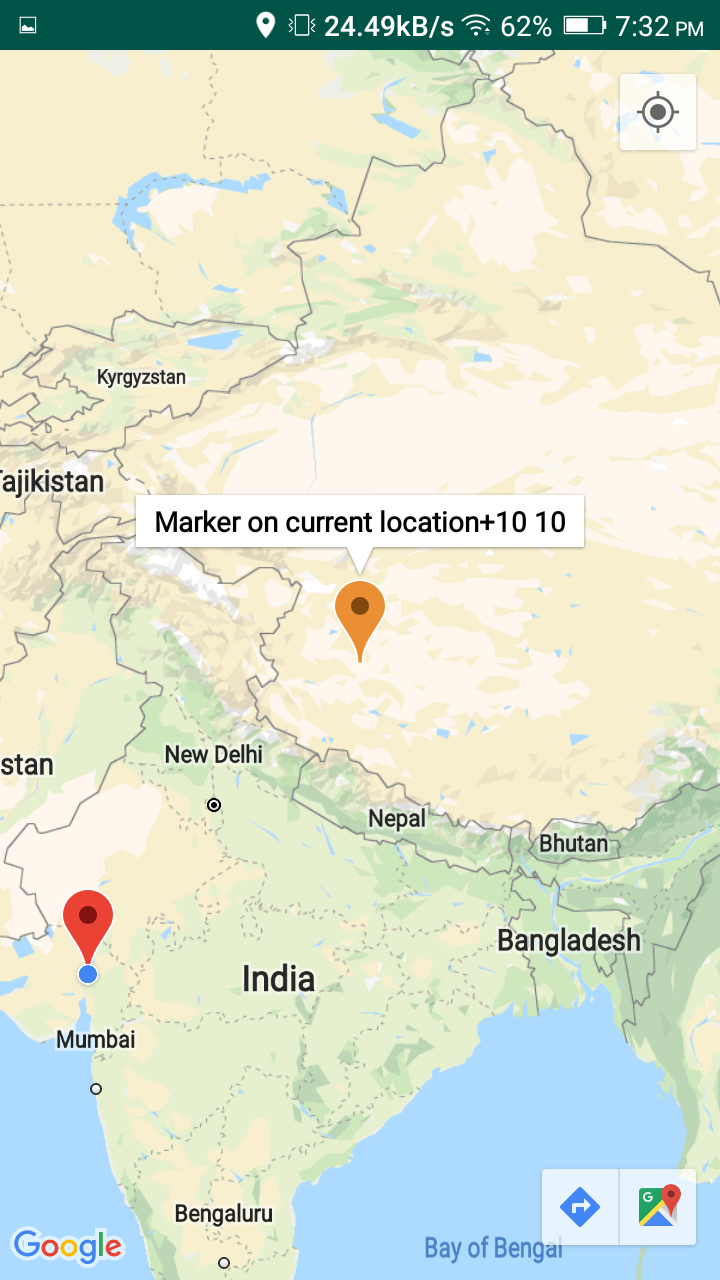 24.49kB/s 62% 7:32 PM
Kyrgyzstan
Tajikistan
Marker on current location+10 10
New Delhi
stan
Nepal
Bhutan
Bangladesh
India
Mumbai
Bengaluru
G
Google
Bay of Bengal